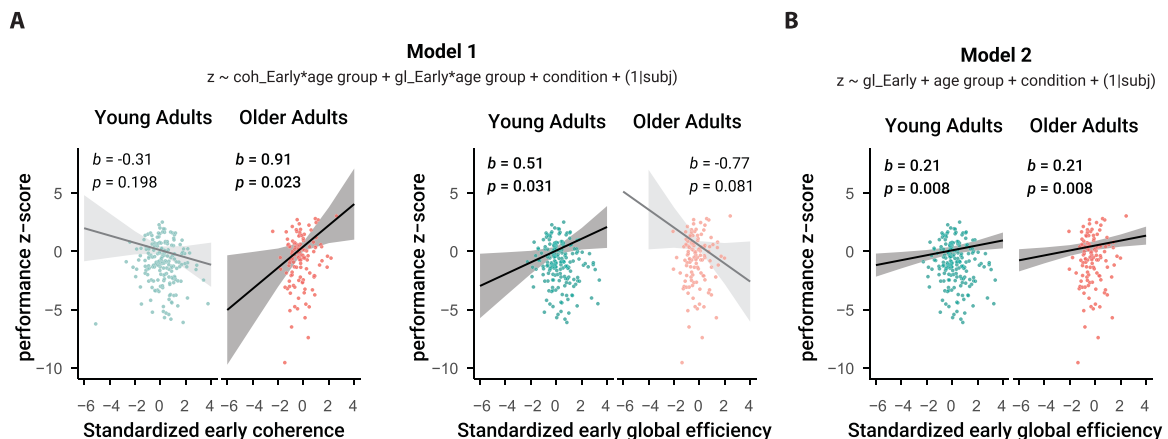 A
B
Model 1
z ~ coh_Early*age group + gl_Early*age group + condition + (1|subj)
Model 2
z ~ gl_Early + age group + condition + (1|subj)
Young Adults
Older Adults
Young Adults
Older Adults
Young Adults
Older Adults
b = -0.31
p = 0.198
b = 0.91
p = 0.023
b = 0.51
p = 0.031
b = -0.77
p = 0.081
b = 0.21
p = 0.008
b = 0.21
p = 0.008
performance z−score
5
0
−5
−10
performance z−score
5
0
−5
−10
performance z−score
5
0
−5
−10
−6 −4 −2 0 2 4
−6 −4 −2 0 2 4
−6 −4 −2 0 2 4
−6 −4 −2 0 2 4
−6 −4 −2 0 2 4
−6 −4 −2 0 2 4
Standardized early coherence
Standardized early global efficiency
Standardized early global efficiency